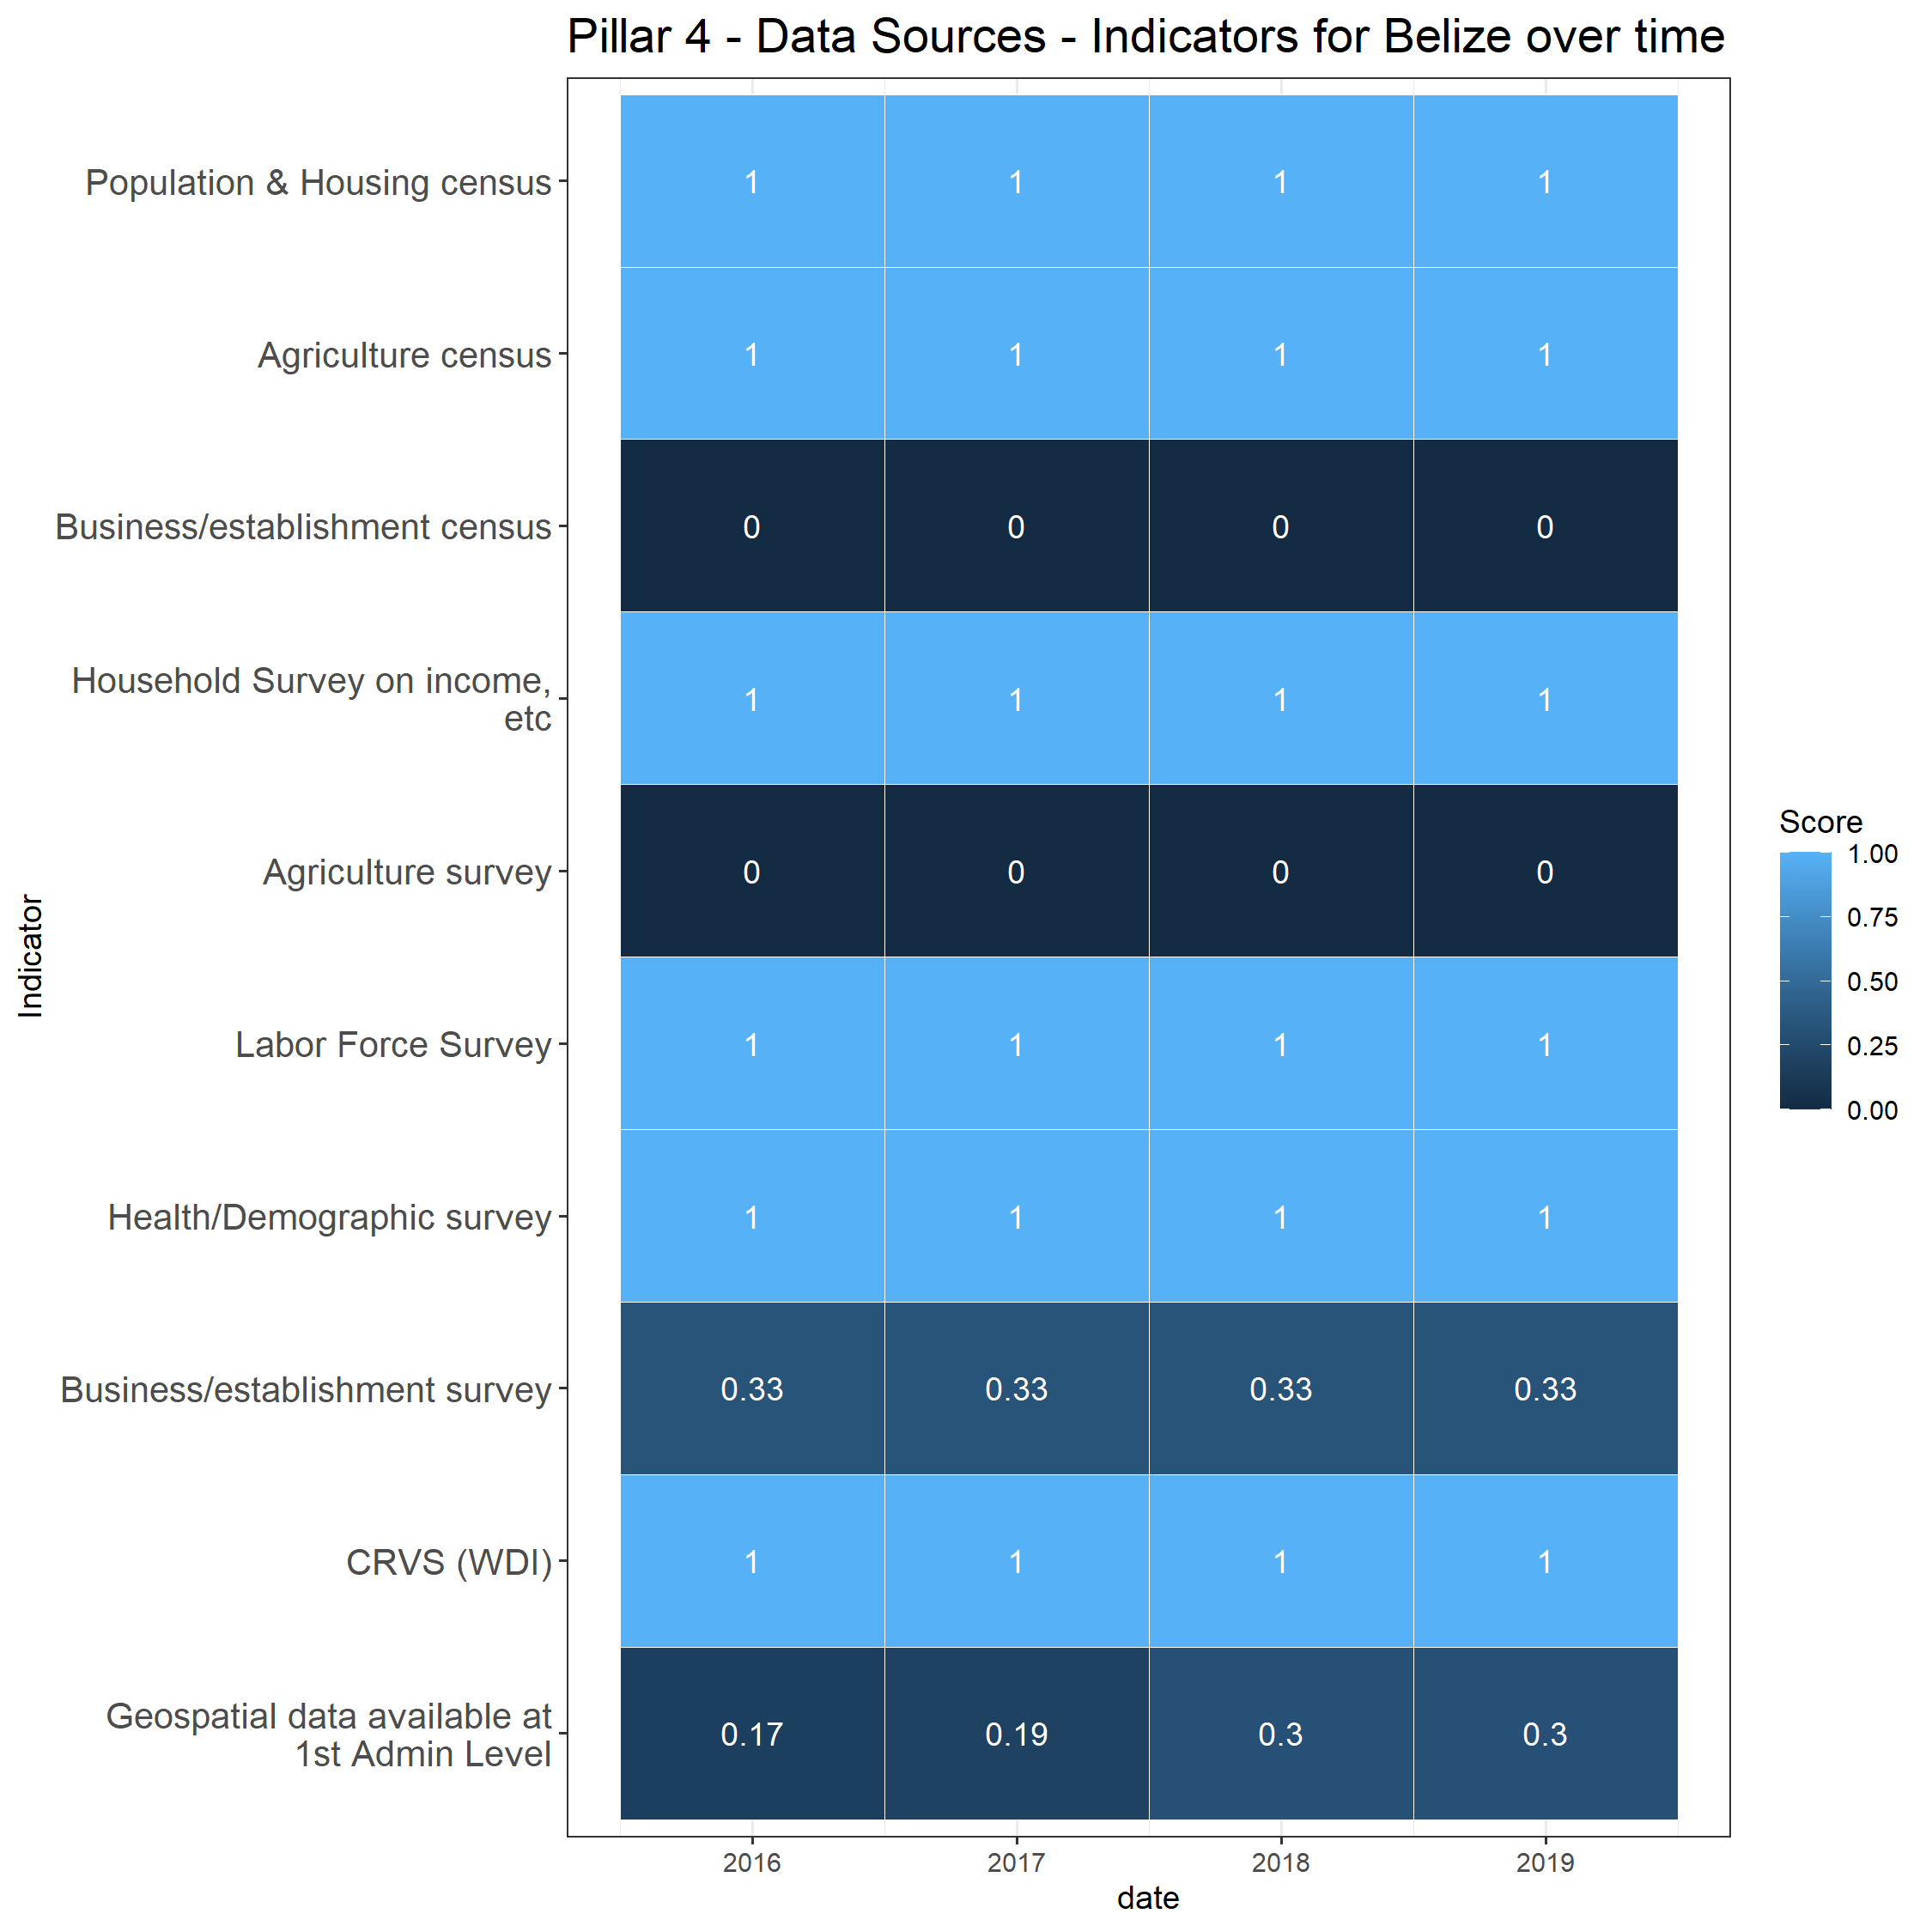 Pillar 4 - Data Sources - Indicators for Belize over time
Population & Housing census
1 1 1 1
Agriculture census
1 1 1 1
Business/establishment census
0 0 0 0
Household Survey on income,
etc
1 1 1 1
Agriculture survey
0 0 0 0
Labor Force Survey
1 1 1 1
Health/Demographic survey
1 1 1 1
Business/establishment survey
0.33 0.33 0.33 0.33
CRVS (WDI)
1 1 1 1
Geospatial data available at
1st Admin Level
0.17 0.19 0.3 0.3
2016 2017 2018 2019
date
Indicator
Score
1.00
0.75
0.50
0.25
0.00